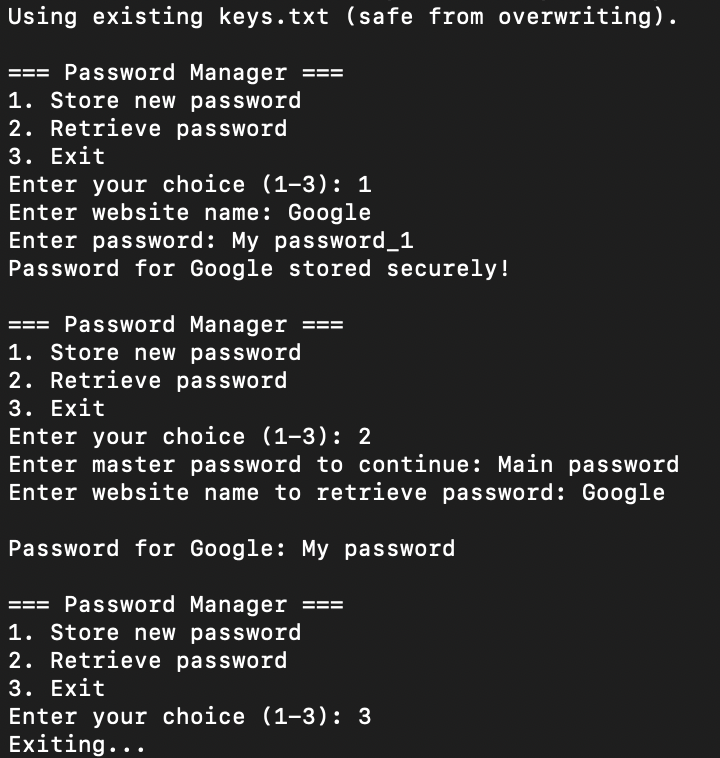 Using existing keys.txt (safe from overwriting).
=== Password Manager ===
1. Store new password
2. Retrieve password
3. Exit
Enter your choice (1-3): 1
Enter website name: Google
Enter password: My password_1
Password for Google stored securely!
=== Password Manager ===
1. Store new password
2. Retrieve password
3. Exit
Enter your choice (1-3): 2
Enter master password to continue: Main password
Enter website name to retrieve password: Google
Password for Google: My password
=== Password Manager ===
1. Store new password
2. Retrieve password
3. Exit
Enter your choice (1-3): 3
Exiting...